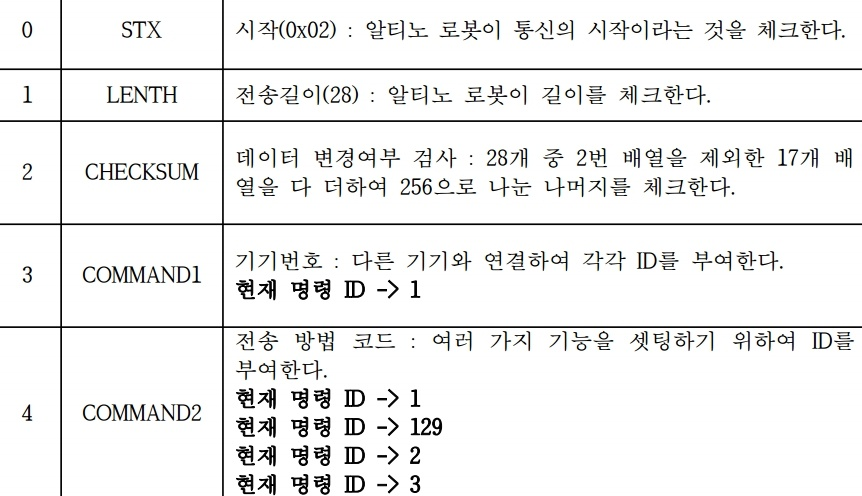 0 STX 시작(0x02) : 알티노 로봇이 통신의 시작이라는 것을 체크한다.
1 LENTH 전송길이(28) : 알티노 로봇이 길이를 체크한다.
2 CHECKSUM 데이터 변경여부 검사 : 28개 중 2번 배열을 제외한 17개 배
열을 다 더하여 256으로 나눈 나머지를 체크한다.
3 COMMAND1 기기번호 : 다른 기기와 연결하여 각각 ID를 부여한다.
현재 명령 ID -> 1
4 COMMAND2 전송 방법 코드 : 여러 가지 기능을 셋팅하기 위하여 ID를
부여한다.
현재 명령 ID -> 1
현재 명령 ID -> 129
현재 명령 ID -> 2
현재 명령 ID -> 3